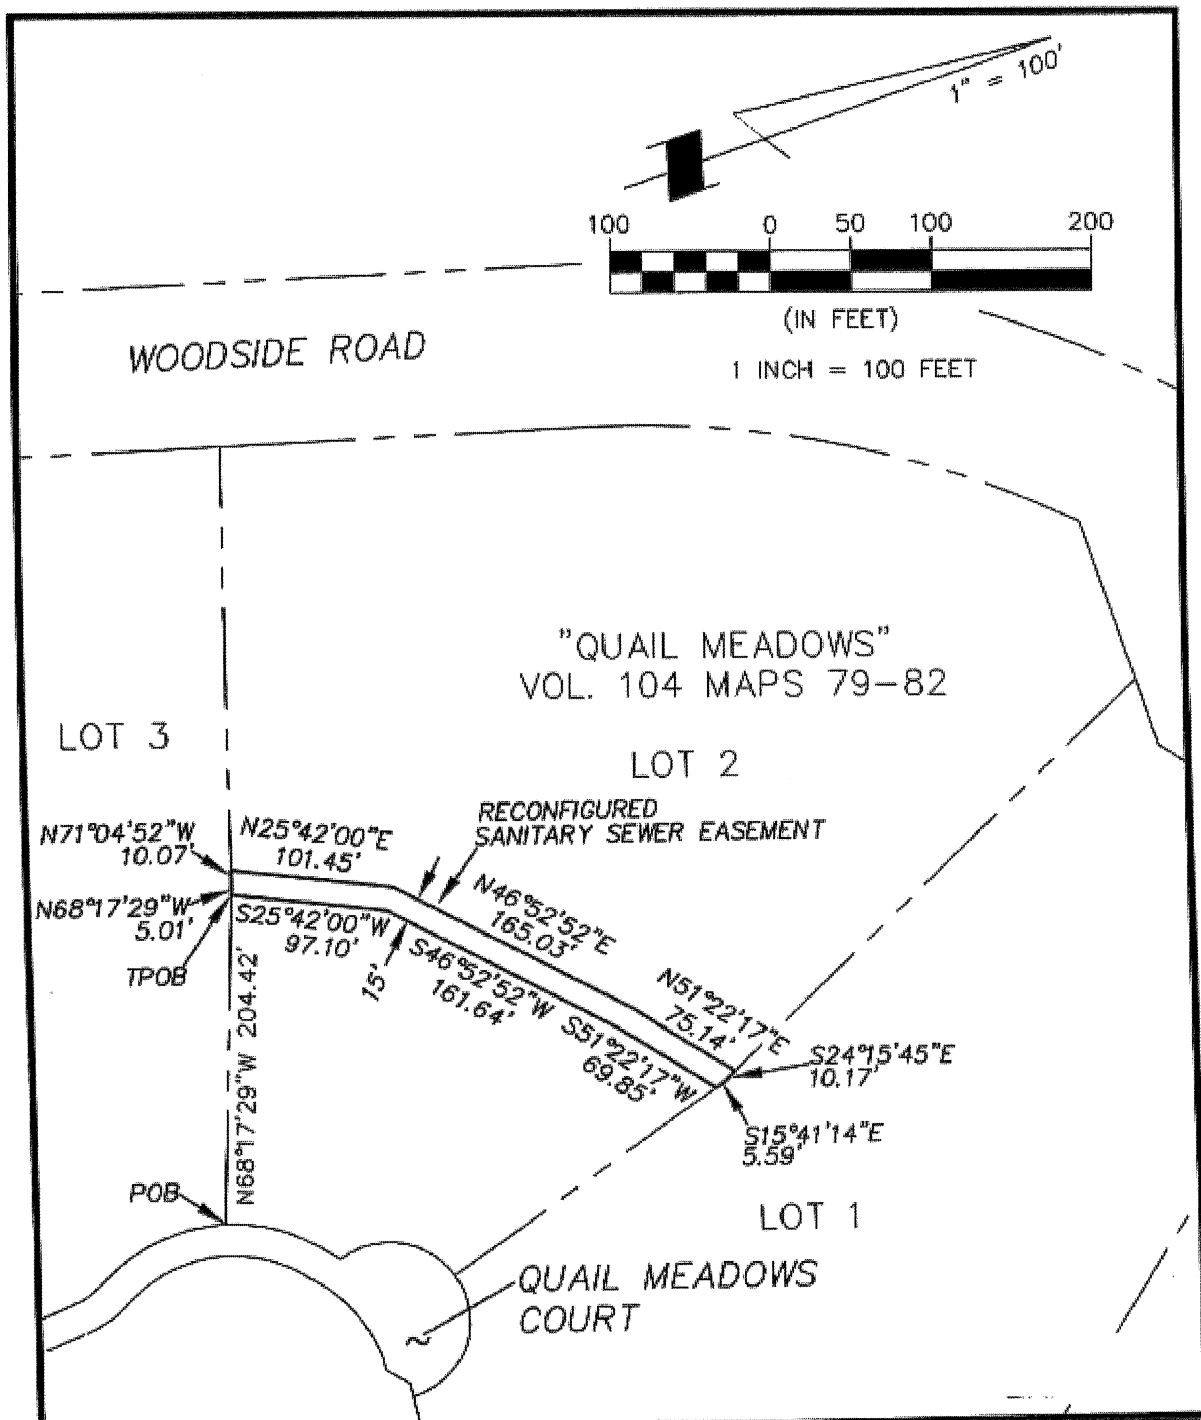 1" = 100'
100 0 50 100 200
(IN FEET)
1 INCH = 100 FEET
WOODSIDE ROAD
"QUAIL MEADOWS"
VOL. 104 MAPS 79-82
LOT 3
LOT 2
RECONFIGURED
SANITARY SEWER EASEMENT
N71°04'52"W
10.07'
N25°42'00"E
101.45'
N68°17'29"W
5.01'
TPOB
S25°42'00"W
97.10'
15'
N46°52'52"E
165.03'
S46°52'52"W
161.64'
N51°22'17"E
75.14'
S51°22'17"W
69.85'
S24°15'45"E
10.17'
S15°41'14"E
5.59'
N68°17'29"W 204.42'
POB
LOT 1
QUAIL MEADOWS
COURT